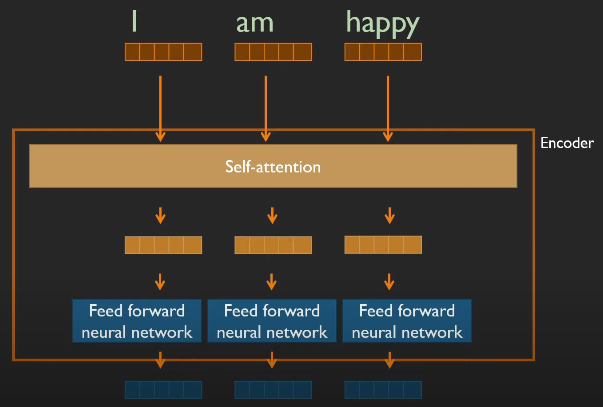 I am happy
Encoder
Self-attention
Feed forward Feed forward Feed forward
neural network neural network neural network